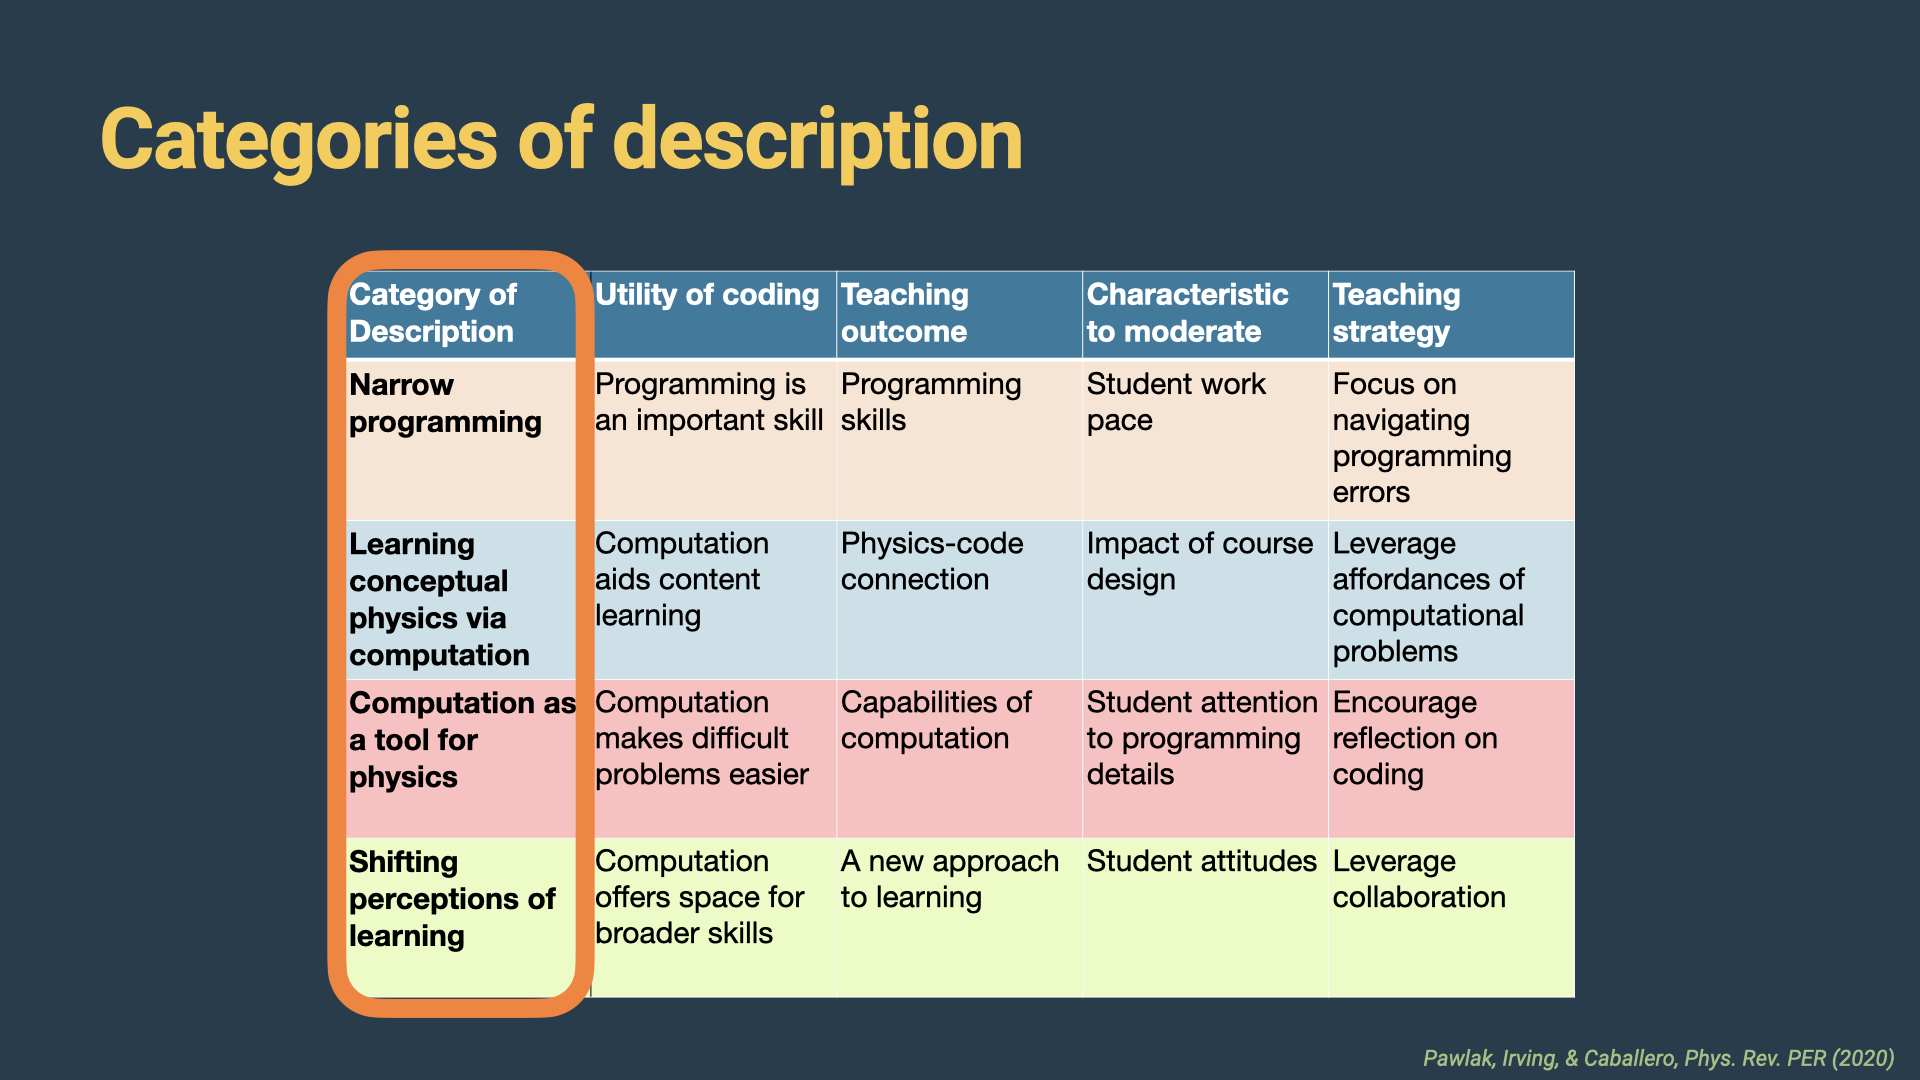 Categories of description
Category of
Description
Utility of coding
Teaching
outcome
Characteristic
to moderate
Teaching
strategy
Narrow
programming
Programming is
an important skill
Programming
skills
Student work
pace
Focus on
navigating
programming
errors
Learning
conceptual
physics via
computation
Computation
aids content
learning
Physics-code
connection
Impact of course
design
Leverage
affordances of
computational
problems
Computation as
a tool for
physics
Computation
makes difficult
problems easier
Capabilities of
computation
Student attention
to programming
details
Encourage
reflection on
coding
Shifting
perceptions of
learning
Computation
offers space for
broader skills
A new approach
to learning
Student attitudes
Leverage
collaboration
Pawlak, Irving, & Caballero, Phys. Rev. PER (2020)